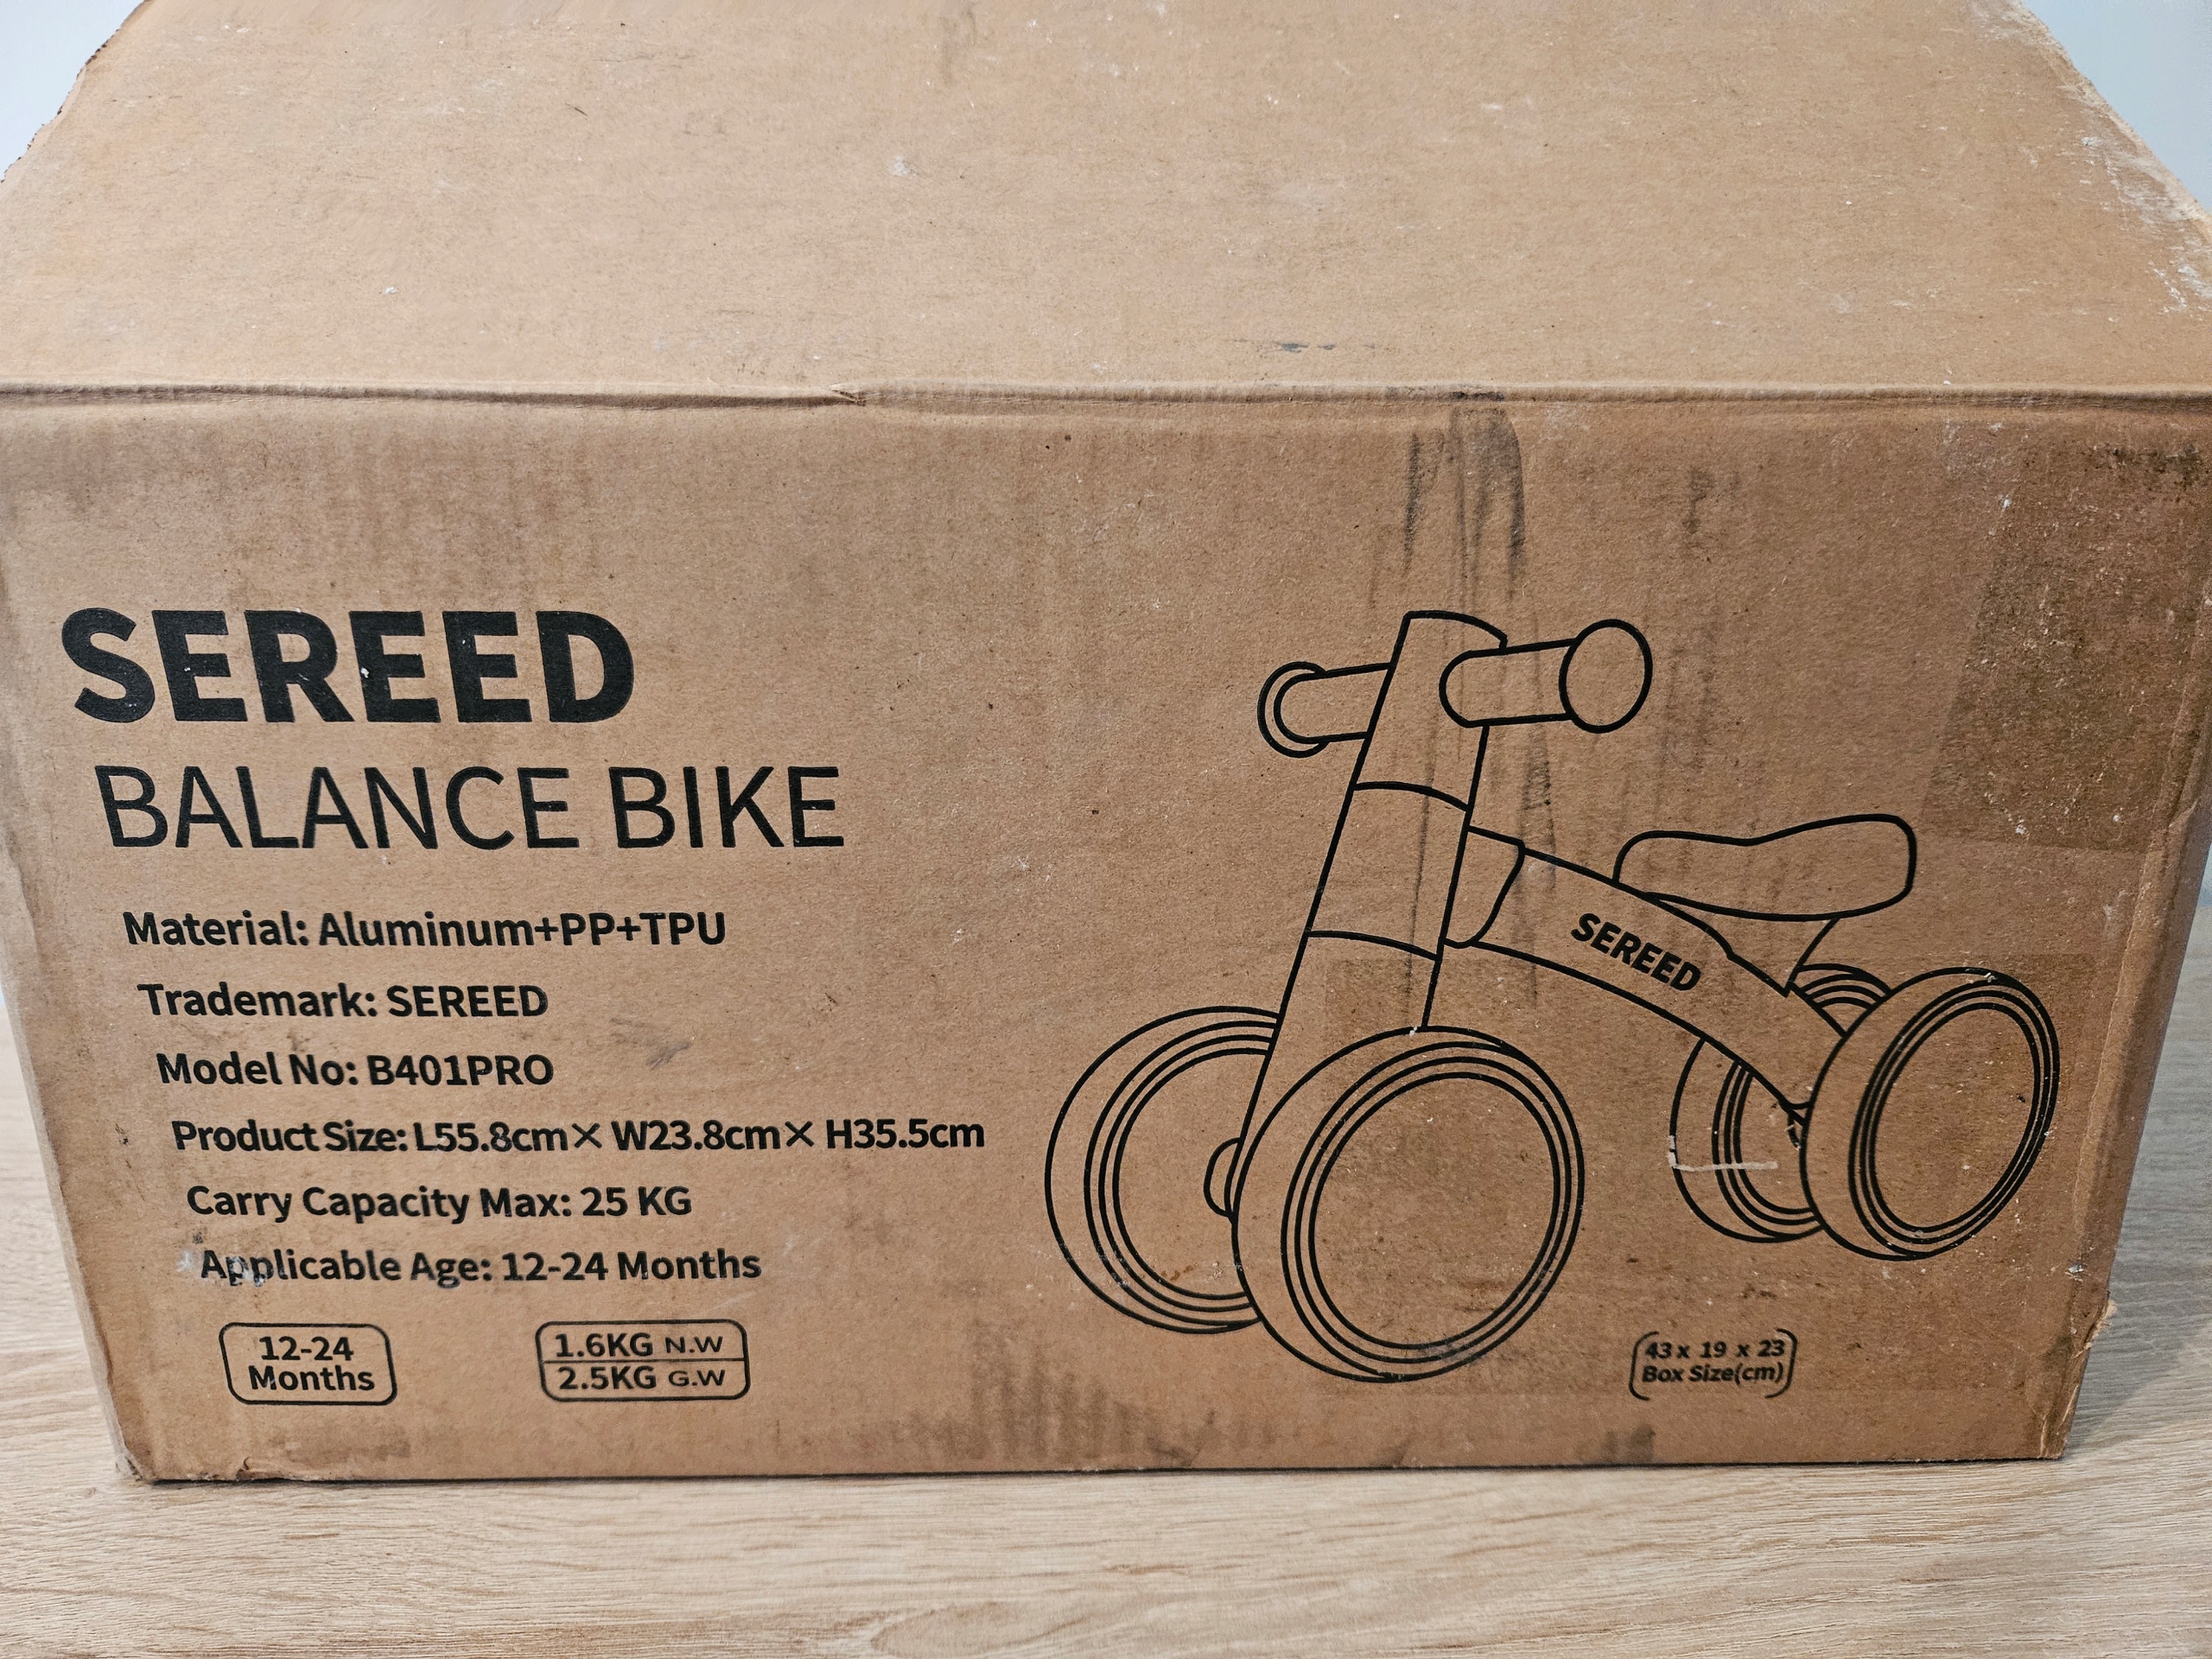 SEREED
BALANCE BIKE
Material: Aluminum+PP+TPU
Trademark: SEREED
Model No: B401PRO
Product Size: L55.8cm× W23.8cm× H35.5cm
Carry Capacity Max: 25 KG
Applicable Age: 12-24 Months
12-24
Months
1.6KG N.W
2.5KG G.W
SEREED
43 x 19 x 23
Box Size(cm)